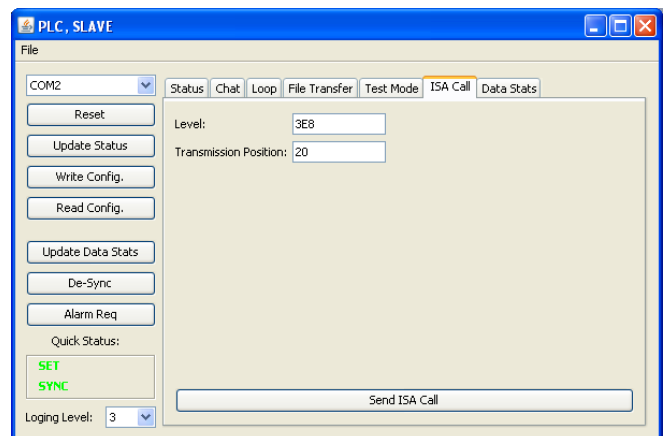 PLC, SLAVE
File
COM2
Reset
Update Status
Write Config.
Read Config.
Update Data Stats
De-Sync
Alarm Req
Quick Status:
SET
SYNC
Loging Level: 3
Status Chat Loop File Transfer Test Mode ISA Call Data Stats
Level: 3E8
Transmission Position: 20
Send ISA Call